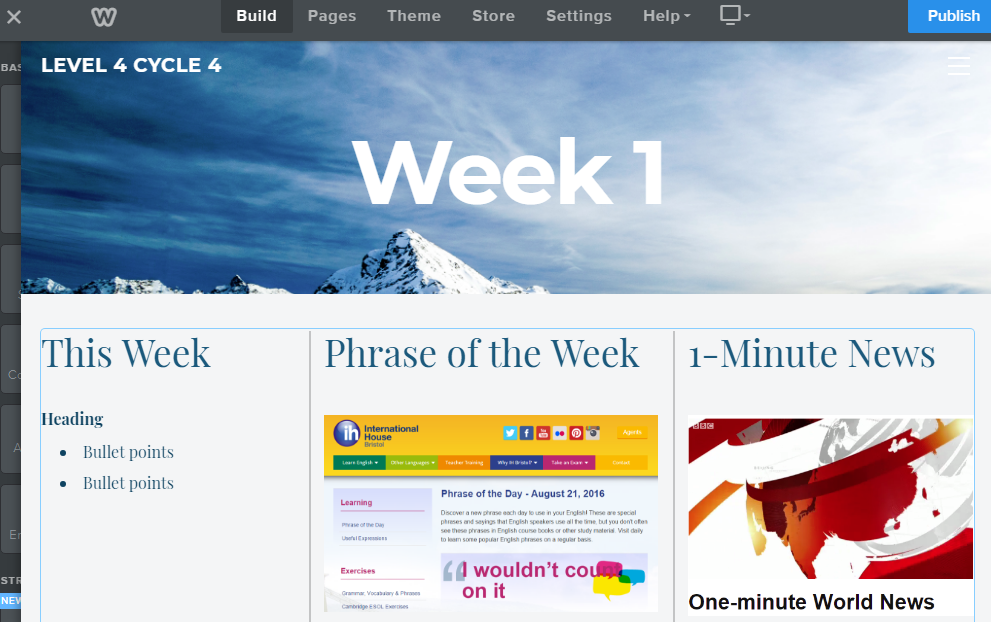 Build Pages Theme Store Settings Help Publish
BAS
LEVEL 4 CYCLE 4
Week 1
Co
A
En
STR
NEW
This Week
Heading
Bullet points
Bullet points
Phrase of the Week
ih International
House
Bristol
Agents
Learn English Other Languages Teacher Training Why IH Bristol? Take an Exam Contact
Learning
Phrase of the Day
Useful Expressions
Exercises
Grammar, Vocabulary & Phrases
Cambridge ESOL Exercises
Phrase of the Day - August 21, 2016
Discover a new phrase each day to use in your English! These are special
phrases and sayings that English speakers use all the time, but you don't often
see these phrases in English course books or other study material. Visit daily
to learn some popular English phrases on a regular basis.
I wouldn't count
on it
1-Minute News
BBC
One-minute World News